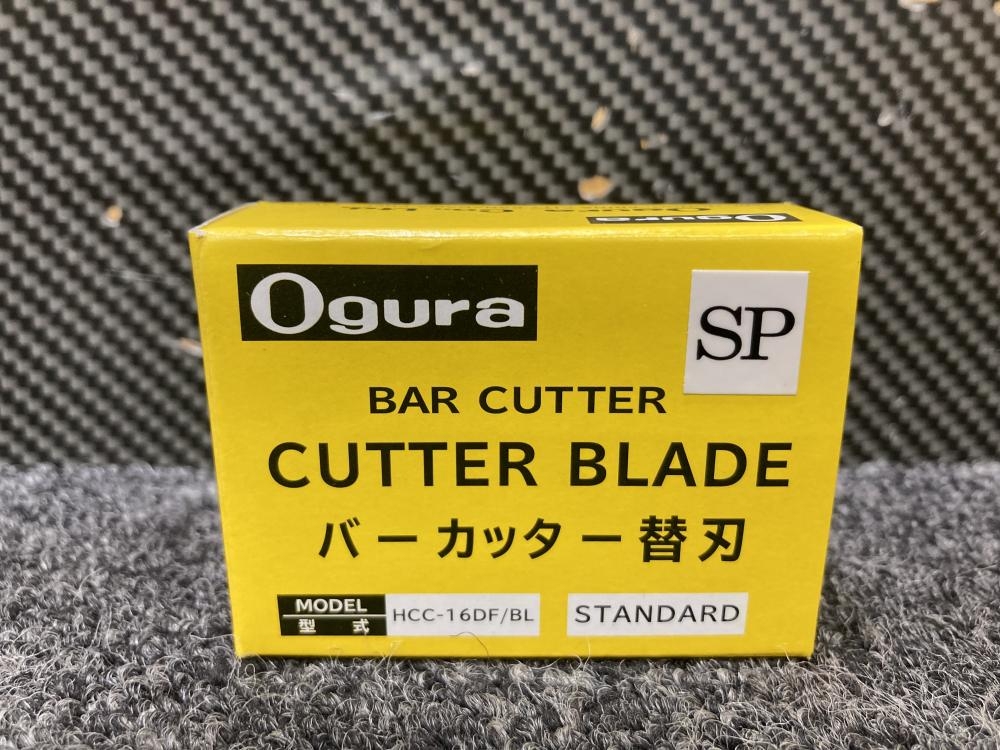 Ogura
Ogura
SP
BAR CUTTER
CUTTER BLADE
バーカッター替刃
MODEL
型式
HCC-16DF/BL
STANDARD